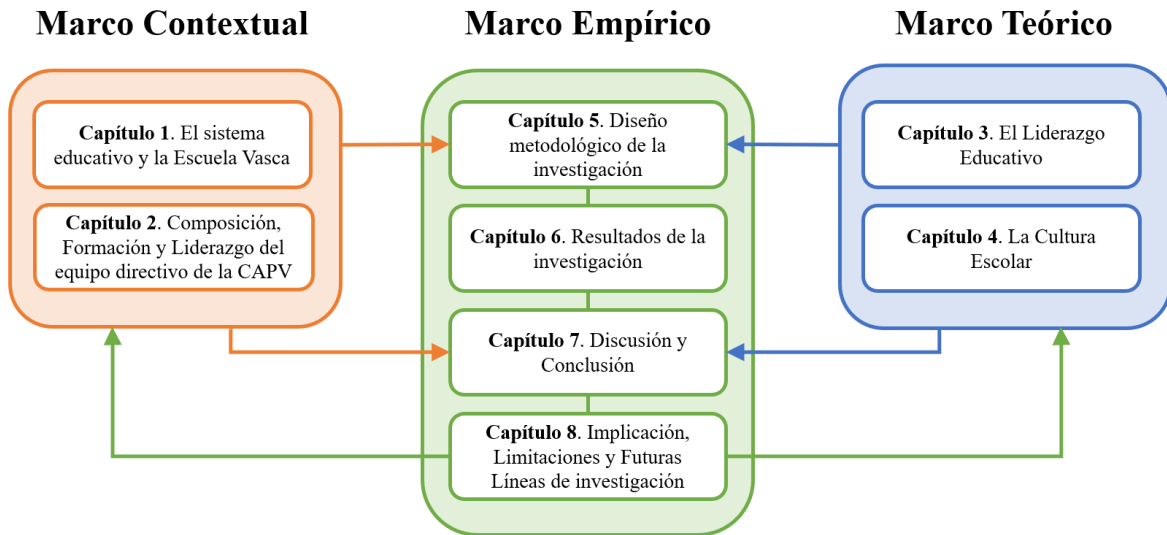 Marco Contextual
Capítulo 1. El sistema
educativo y la Escuela Vasca
Capítulo 2. Composición,
Formación y Liderazgo del
equipo directivo de la CAPV
Marco Empírico
Capítulo 5. Diseño
metodológico de la
investigación
Capítulo 6. Resultados de la
investigación
Capítulo 7. Discusión y
Conclusión
Capítulo 8. Implicación,
Limitaciones y Futuras
Líneas de investigación
Marco Teórico
Capítulo 3. El Liderazgo
Educativo
Capítulo 4. La Cultura
Escolar